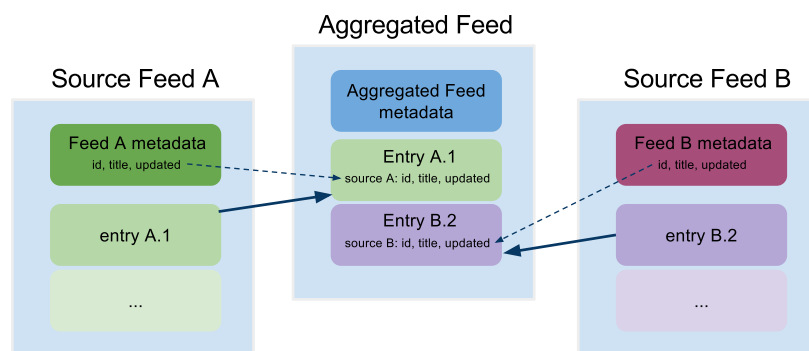 Source Feed A
Feed A metadata
id, title, updated
entry A.1
...
Aggregated Feed
Aggregated Feed
metadata
Entry A.1
source A: id, title, updated
Entry B.2
source B: id, title, updated
Source Feed B
Feed B metadata
id, title, updated
entry B.2
...